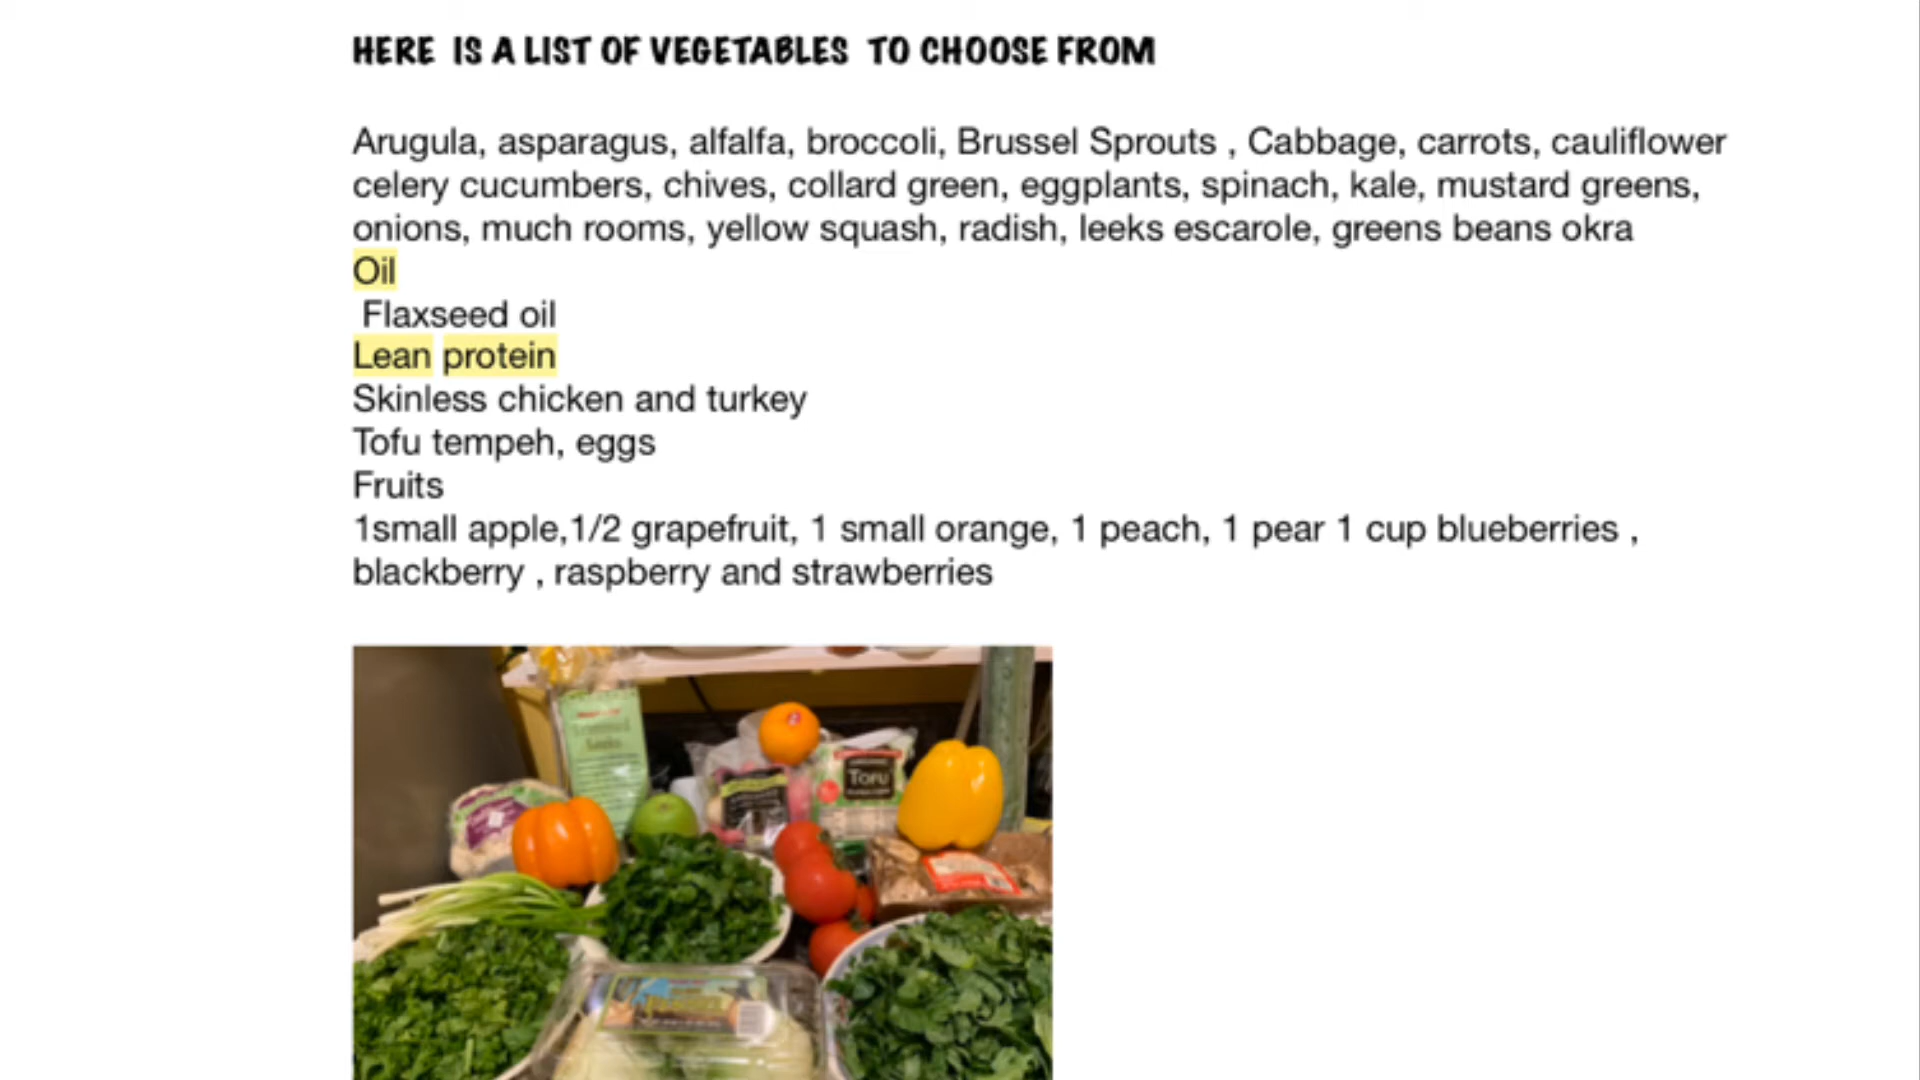 HERE IS A LIST OF VEGETABLES TO CHOOSE FROM
Arugula, asparagus, alfalfa, broccoli, Brussel Sprouts , Cabbage, carrots, cauliflower
celery cucumbers, chives, collard green, eggplants, spinach, kale, mustard greens,
onions, much rooms, yellow squash, radish, leeks escarole, greens beans okra
Oil
Flaxseed oil
Lean protein
Skinless chicken and turkey
Tofu tempeh, eggs
Fruits
1small apple,1/2 grapefruit, 1 small orange, 1 peach, 1 pear 1 cup blueberries ,
blackberry , raspberry and strawberries
TOFU